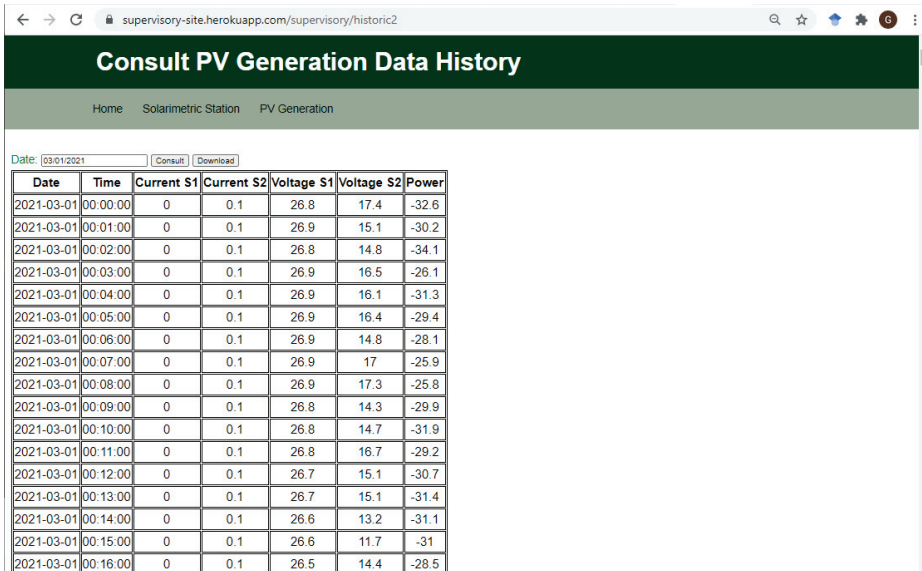 supervisory-site.herokuapp.com/supervisory/historic2
G
Consult PV Generation Data History
Home Solarimetric Station PV Generation
Date: 03/01/2021 Consult Download
Date Time Current S1 Current S2 Voltage S1 Voltage S2 Power
2021-03-01 00:00:00 0 0.1 26.8 17.4 -32.6
2021-03-01 00:01:00 0 0.1 26.9 15.1 -30.2
2021-03-01 00:02:00 0 0.1 26.8 14.8 -34.1
2021-03-01 00:03:00 0 0.1 26.9 16.5 -26.1
2021-03-01 00:04:00 0 0.1 26.9 16.1 -31.3
2021-03-01 00:05:00 0 0.1 26.9 16.4 -29.4
2021-03-01 00:06:00 0 0.1 26.9 14.8 -28.1
2021-03-01 00:07:00 0 0.1 26.9 17 -25.9
2021-03-01 00:08:00 0 0.1 26.9 17.3 -25.8
2021-03-01 00:09:00 0 0.1 26.8 14.3 -29.9
2021-03-01 00:10:00 0 0.1 26.8 14.7 -31.9
2021-03-01 00:11:00 0 0.1 26.8 16.7 -29.2
2021-03-01 00:12:00 0 0.1 26.7 15.1 -30.7
2021-03-01 00:13:00 0 0.1 26.7 15.1 -31.4
2021-03-01 00:14:00 0 0.1 26.6 13.2 -31.1
2021-03-01 00:15:00 0 0.1 26.6 11.7 -31
2021-03-01 00:16:00 0 0.1 26.5 14.4 -28.5